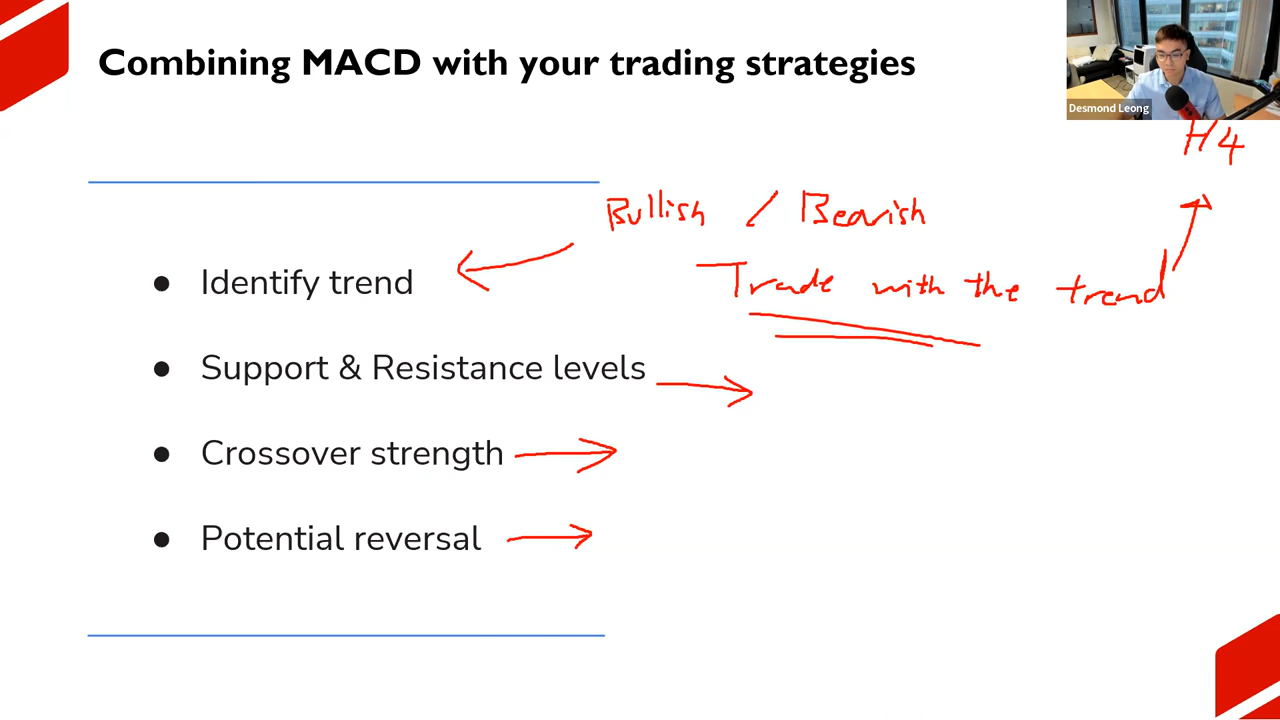 Combining MACD with your trading strategies
Desmond Leong
H4
Bullish / Bearish
Identify trend
Trade with the trend
Support & Resistance levels
Crossover strength
Potential reversal